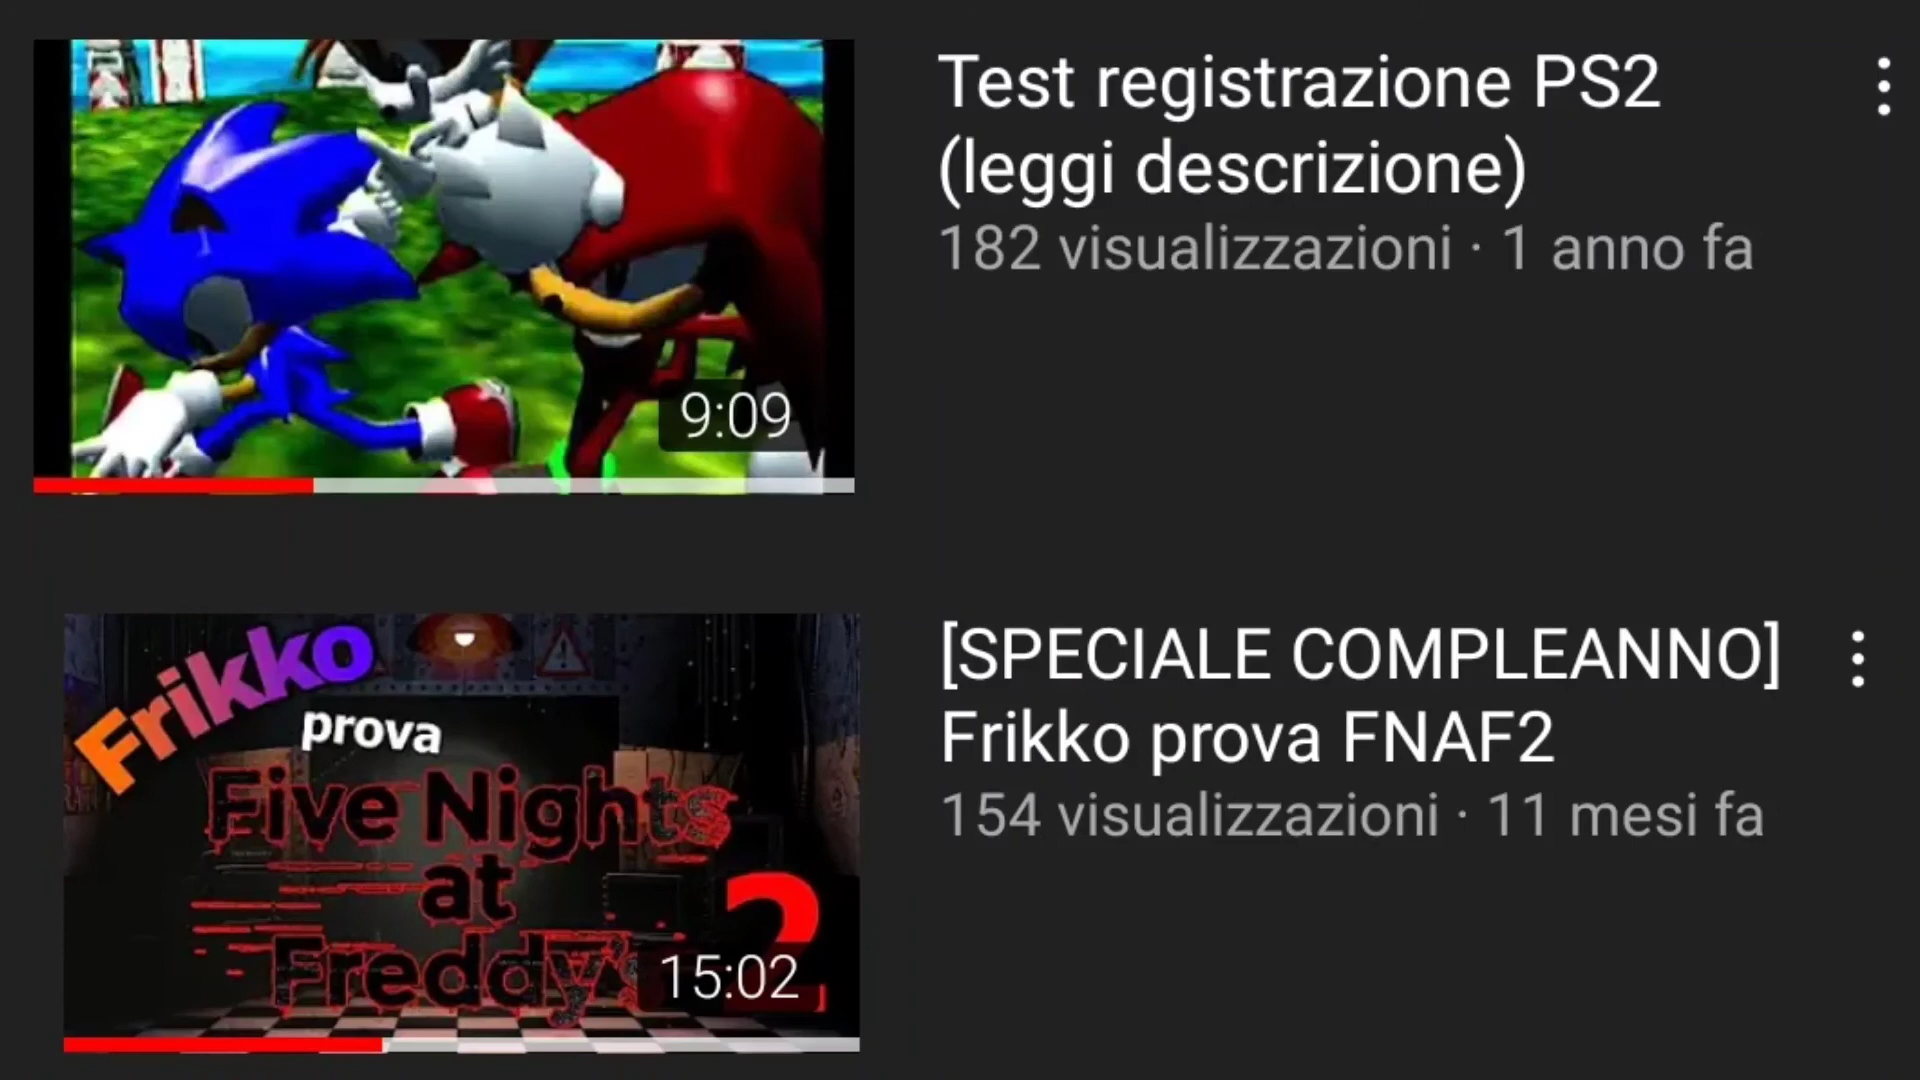 Test registrazione PS2
(leggi descrizione)
182 visualizzazioni · 1 anno fa
9:09
Frikko
prova
Five Nights
at
Freddy's
2
15:02
[SPECIALE COMPLEANNO]
Frikko prova FNAF2
154 visualizzazioni · 11 mesi fa